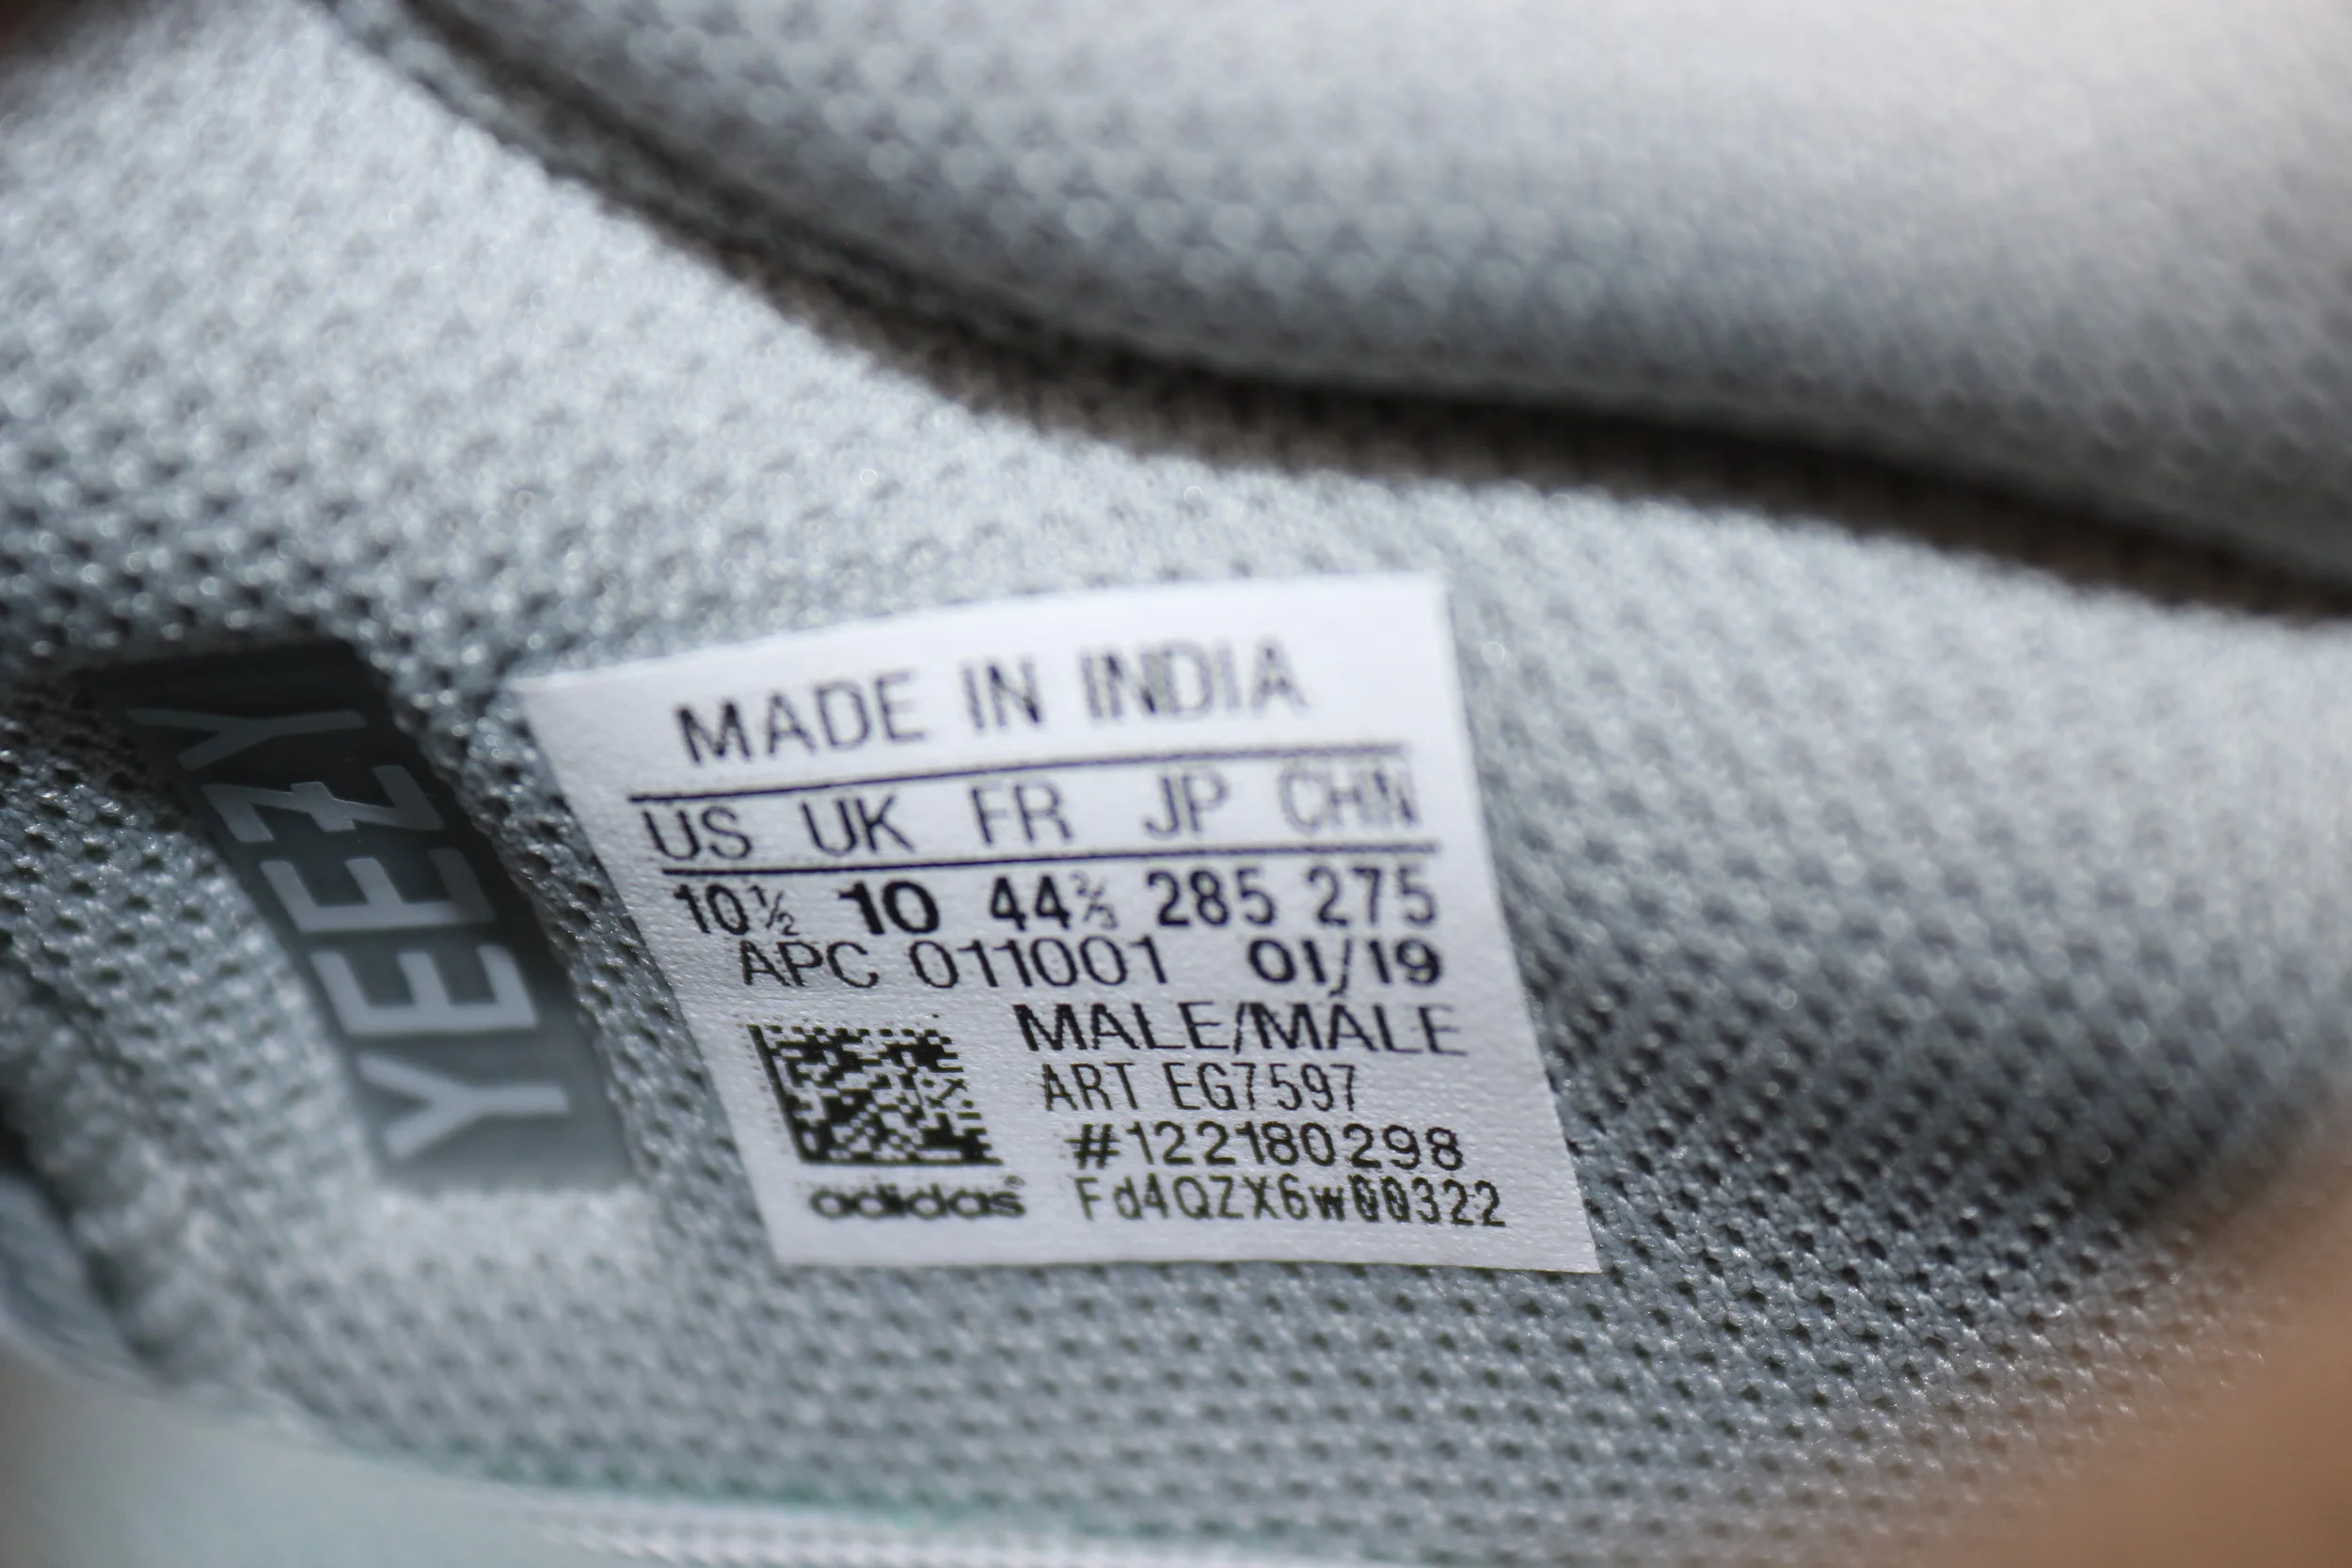 YEEZY
MADE IN INDIA
US UK FR JP CHN
10½ 10 44⅔ 285 275
APC 011001 01/19
MALE/MÂLE
ART EG7597
#122180298
adidas® Fd4QZX6w00322